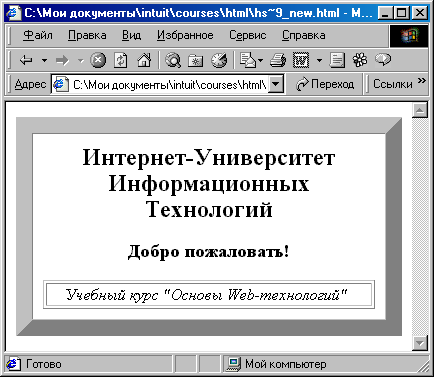 C:\Мои документы\intuit\courses\html\hs~9_new.html - M...
Файл Правка Вид Избранное Сервис Справка
Адрес C:\Мои документы\intuit\courses\html\ Переход Ссылки »
Интернет-Университет
Информационных
Технологий
Добро пожаловать!
Учебный курс "Основы Web-технологий"
Готово Мой компьютер